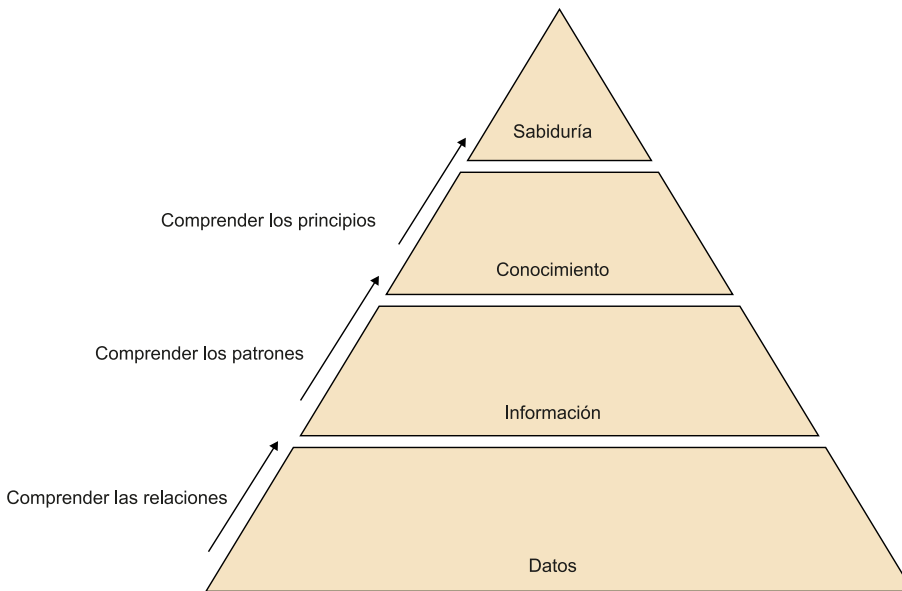 Sabiduría
Comprender los principios
Conocimiento
Comprender los patrones
Información
Comprender las relaciones
Datos